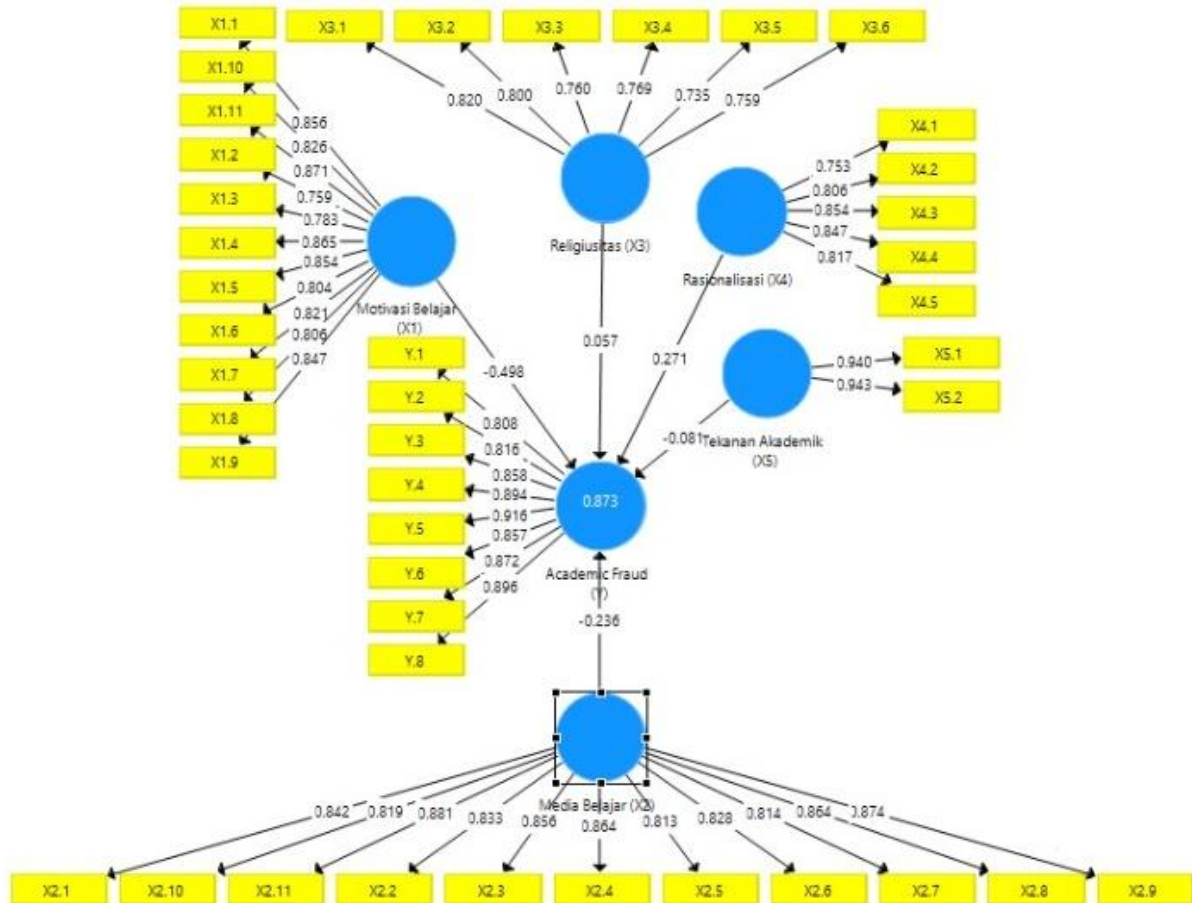 X1.1
X3.1
X3.2
X3.3
X3.4
X3.5
X3.6
X1.10
X1.11
X1.2
X1.3
X1.4
X1.5
X1.6
X1.7
X1.8
X1.9
0.856
0.826
0.871
0.759
0.783
0.865
0.854
0.804
0.821
0.806
0.847
Motivasi Belajar
(X1)
0.820
0.800
0.760
0.769
0.735
0.759
Religiusitas (X3)
X4.1
X4.2
X4.3
X4.4
X4.5
0.753
0.806
0.854
0.847
0.817
Rasionalisasi (X4)
X5.1
X5.2
0.940
0.943
Tekanan Akademik
(X5)
-0.498
0.057
0.271
-0.081
-0.236
Y.1
Y.2
Y.3
Y.4
Y.5
Y.6
Y.7
Y.8
0.808
0.816
0.858
0.894
0.916
0.857
0.872
0.896
0.873
Academic Fraud
(Y)
Media Belajar (X2)
0.842
0.819
0.881
0.833
0.856
0.864
0.813
0.828
0.814
0.864
0.874
X2.1
X2.10
X2.11
X2.2
X2.3
X2.4
X2.5
X2.6
X2.7
X2.8
X2.9